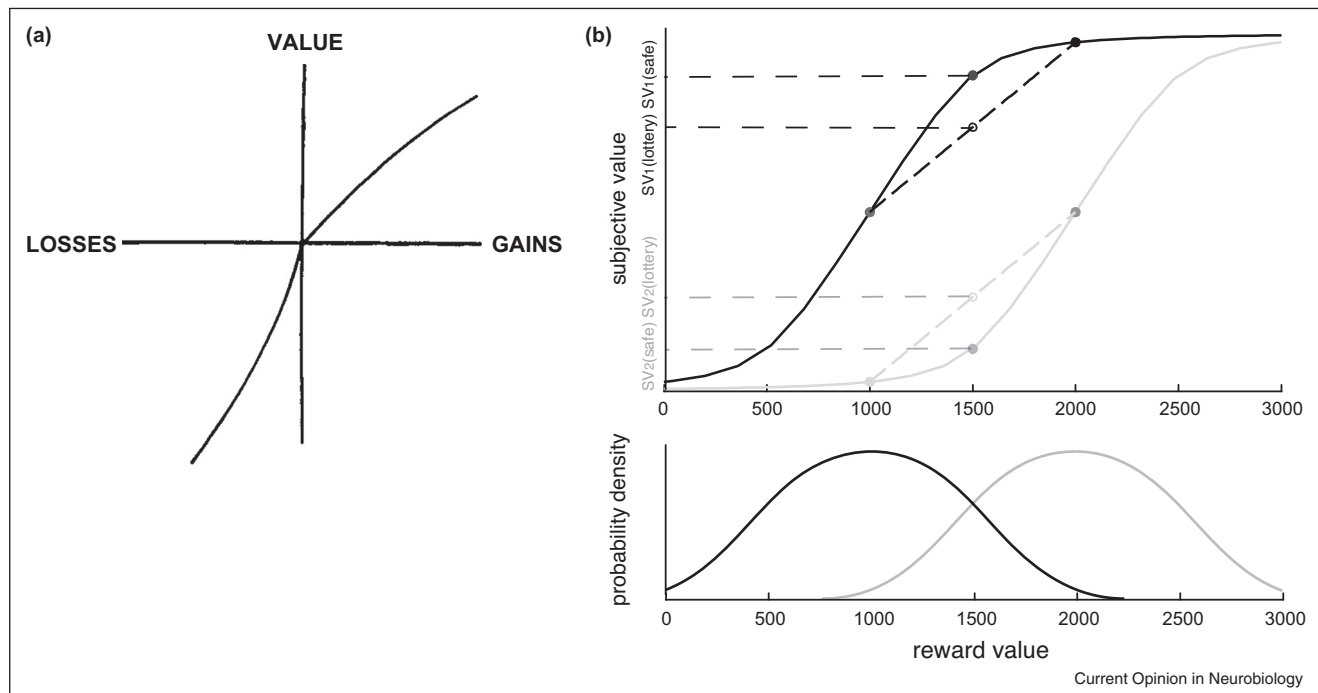 (a)
VALUE
LOSSES
GAINS
(b)
subjective value
SV1(safe)
SV1(lottery)
SV2(lottery)
SV2(safe)
0 500 1000 1500 2000 2500 3000
probability density
0 500 1000 1500 2000 2500 3000
reward value
Current Opinion in Neurobiology